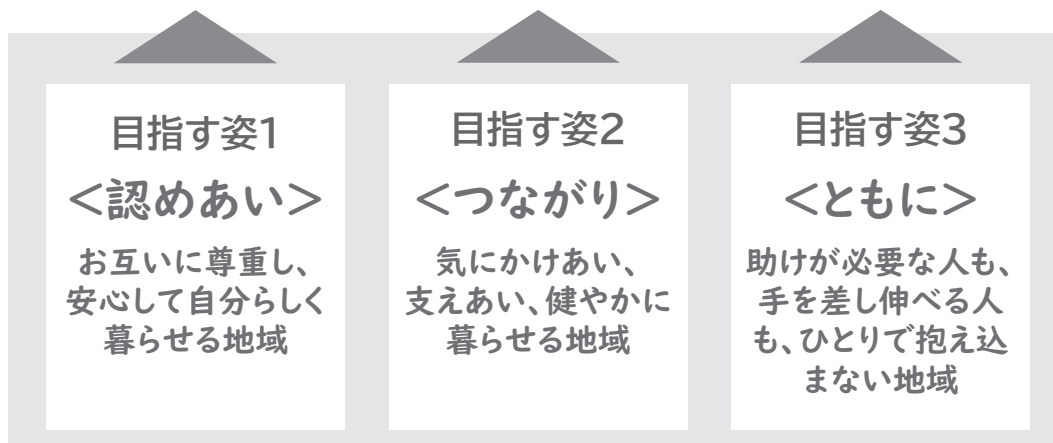 目指す姿1
<認めあい>
お互いに尊重し、
安心して自分らしく
暮らせる地域
目指す姿2
<つながり>
気にかけあい、
支えあい、健やかに
暮らせる地域
目指す姿3
<ともに>
助けが必要な人も、
手を差し伸べる人
も、ひとりで抱え込
まない地域